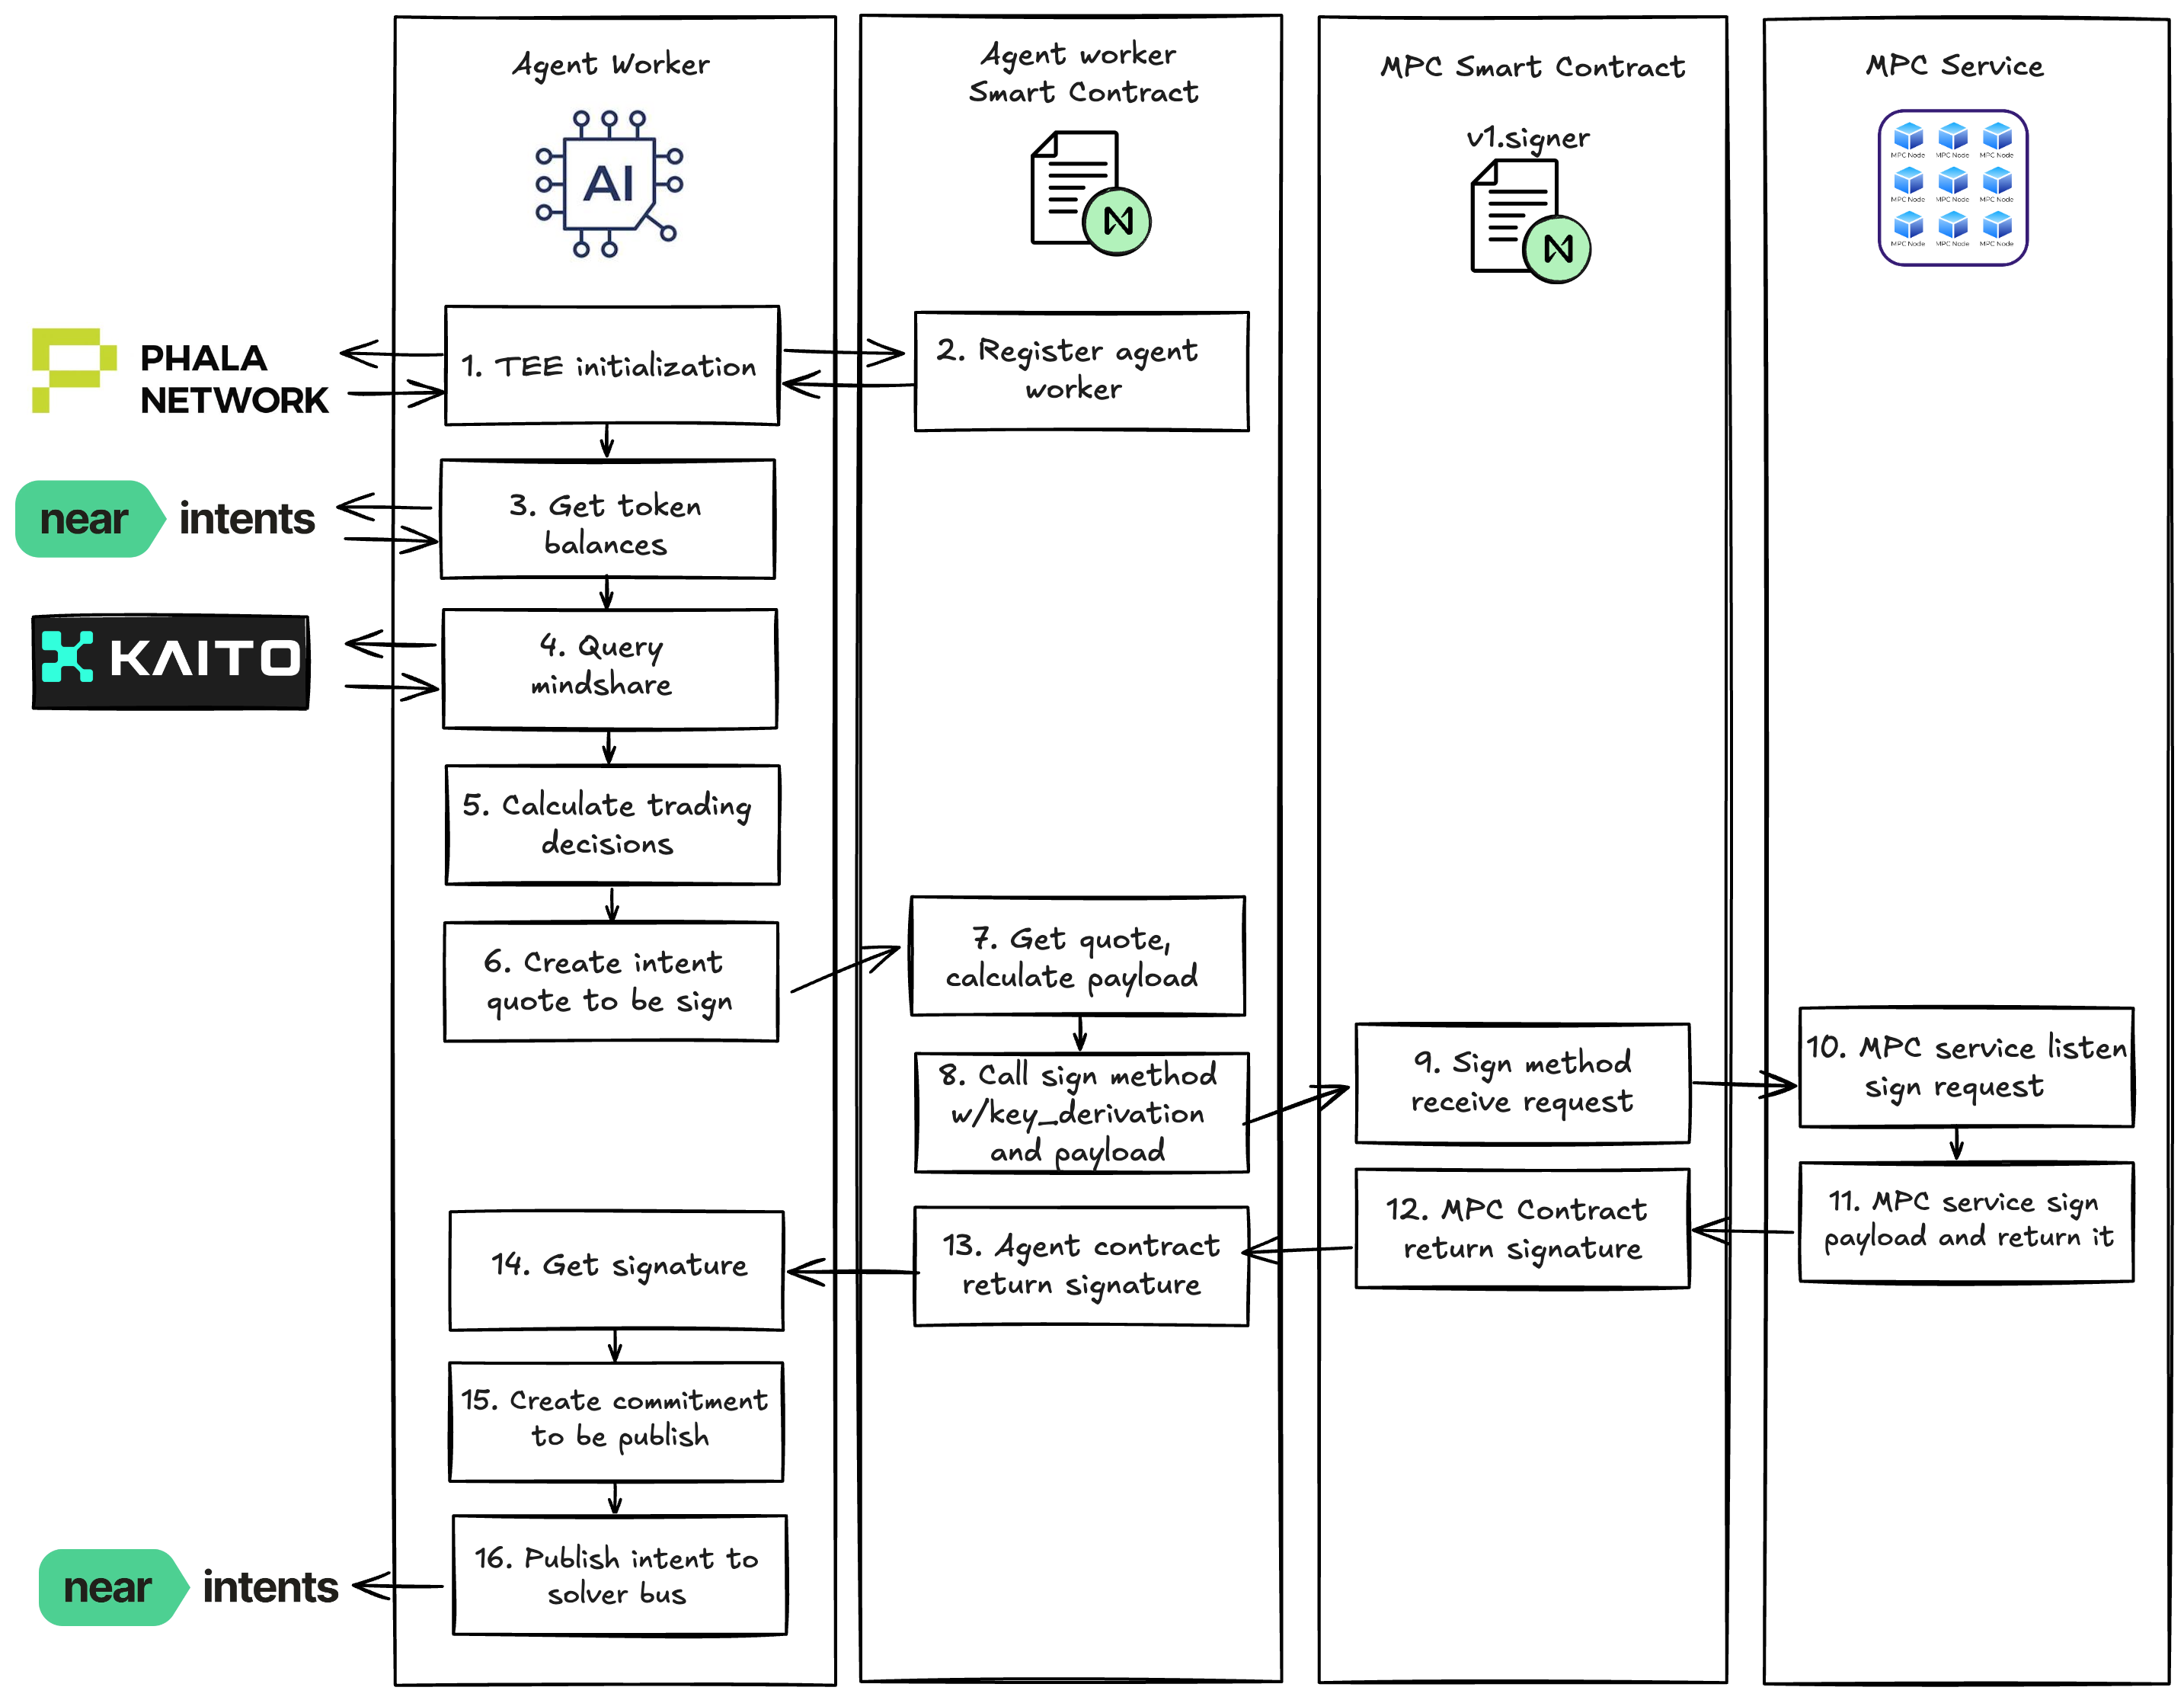 Agent Worker
AI
Agent worker
Smart Contract
MPC Smart Contract
v1.signer
MPC Service
MPC Node MPC Node MPC Node
MPC Node MPC Node MPC Node
MPC Node MPC Node MPC Node
PHALA
NETWORK
1. TEE initialization
2. Register agent
worker
near intents
3. Get token
balances
KAITO
4. Query
mindshare
5. Calculate trading
decisions
6. Create intent
quote to be sign
7. Get quote,
calculate payload
8. Call sign method
w/key_derivation
and payload
9. Sign method
receive request
10. MPC service listen
sign request
11. MPC service sign
payload and return it
12. MPC Contract
return signature
13. Agent contract
return signature
14. Get signature
15. Create commitment
to be publish
16. Publish intent to
solver bus
near intents